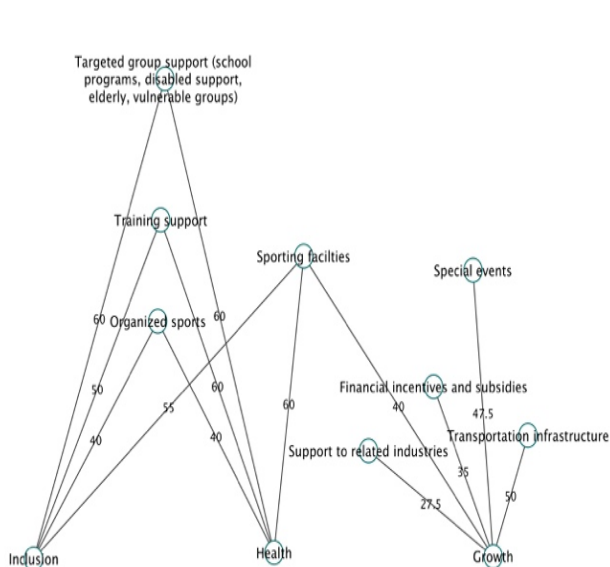 Targeted group support (school
programs, disabled support,
elderly, vulnerable groups)
Training support
Sporting facilties
Special events
60
Organized sports
60
Financial incentives and subsidies
50
60
55
60
40
47.5
40
40
Transportation infrastructure
Support to related industries
35
50
27.5
Inclusion
Health
Growth